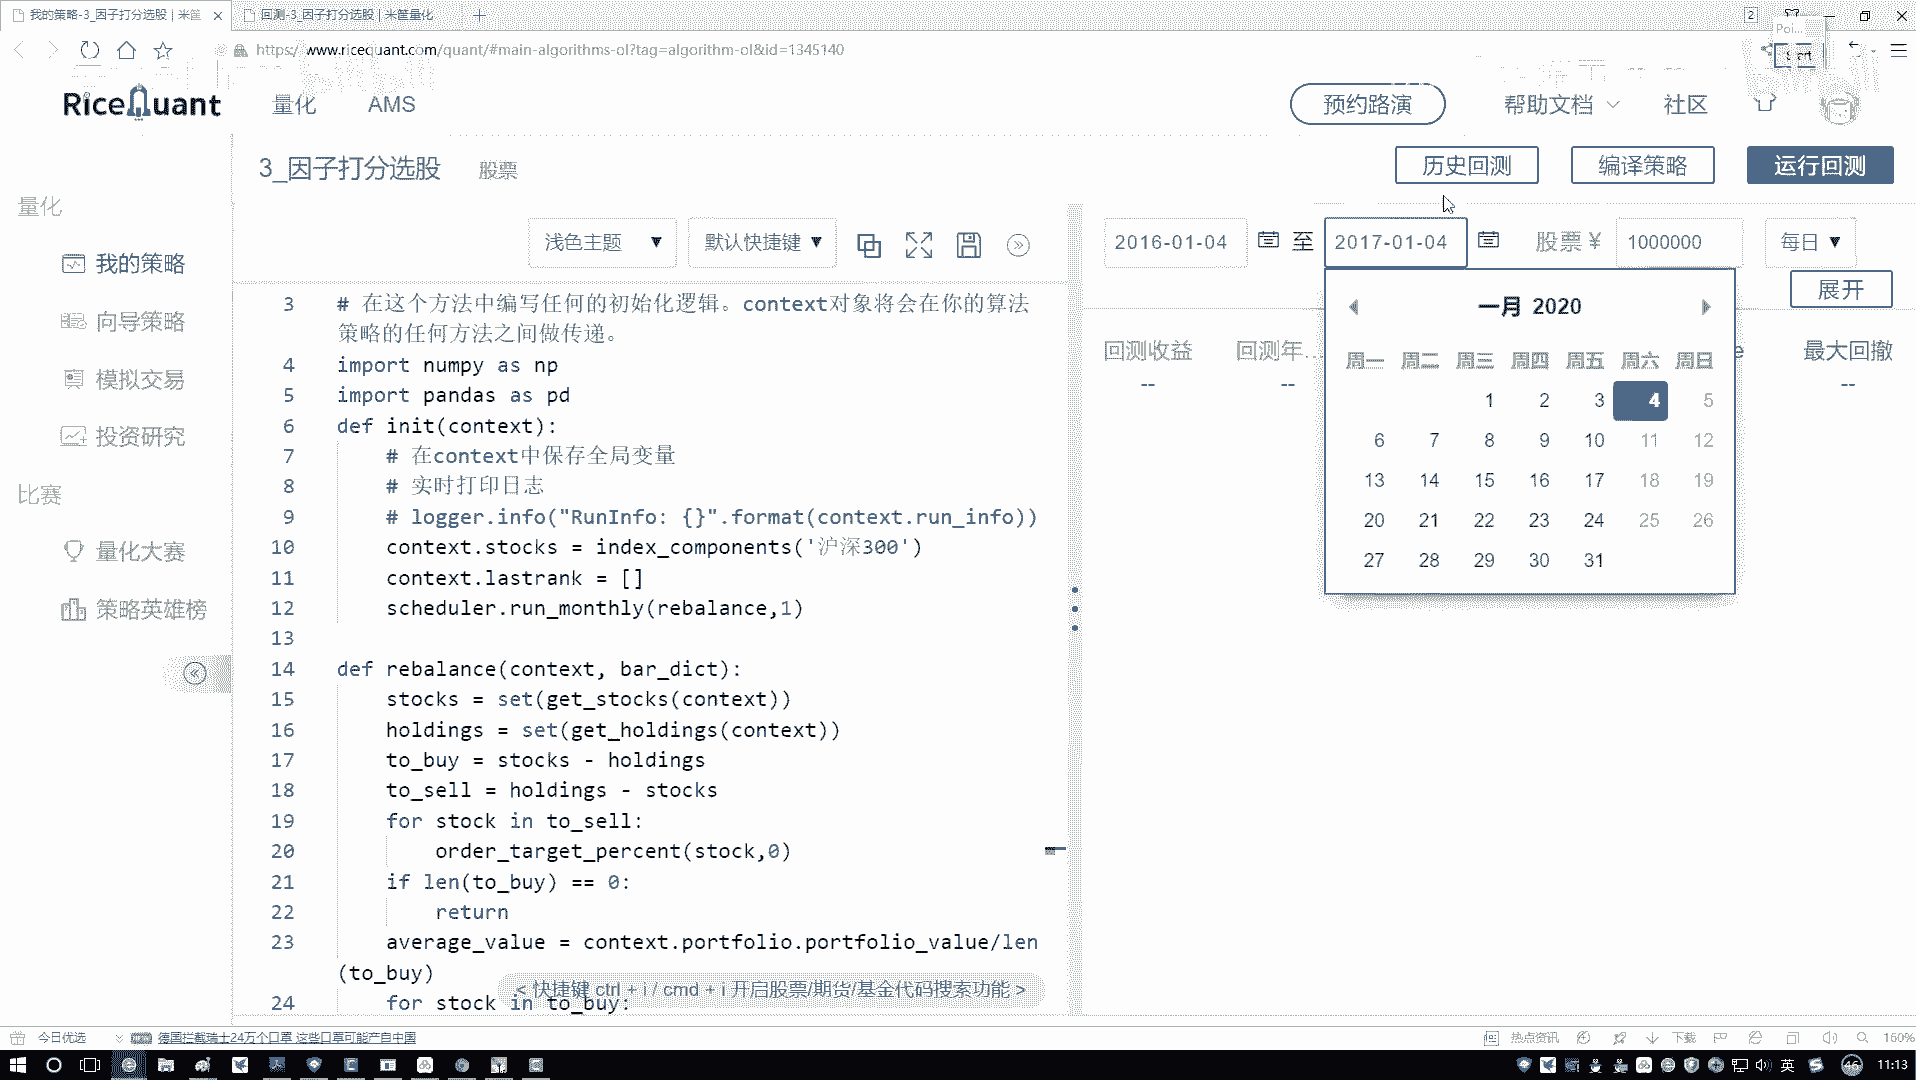 我的策略-3_因子打分选股 | 米筐
回测-3_因子打分选股 | 米筐量化
2
Poi...
https://www.ricequant.com/quant/#main-algorithms-ol?tag=algorithm-ol&id=1345140
RiceQuant
量化
AMS
预约路演
帮助文档
社区
3_因子打分选股
股票
历史回测
编译策略
运行回测
量化
我的策略
向导策略
模拟交易
投资研究
比赛
量化大赛
策略英雄榜
浅色主题
默认快捷键
2016-01-04
至
2017-01-04
股票 ¥
1000000
每日
展开
回测收益
回测年...
最大回撤
--
--
--
一月 2020
周一 周二 周三 周四 周五 周六 周日
1 2 3 4 5
6 7 8 9 10 11 12
13 14 15 16 17 18 19
20 21 22 23 24 25 26
27 28 29 30 31
3 # 在这个方法中编写任何的初始化逻辑。context对象将会在你的算法
策略的任何方法之间做传递。
4 import numpy as np
5 import pandas as pd
6 def init(context):
7 # 在context中保存全局变量
8 # 实时打印日志
9 # logger.info("RunInfo: {}".format(context.run_info))
10 context.stocks = index_components('沪深300')
11 context.lastrank = []
12 scheduler.run_monthly(rebalance,1)
13
14 def rebalance(context, bar_dict):
15 stocks = set(get_stocks(context))
16 holdings = set(get_holdings(context))
17 to_buy = stocks - holdings
18 to_sell = holdings - stocks
19 for stock in to_sell:
20 order_target_percent(stock,0)
21 if len(to_buy) == 0:
22 return
23 average_value = context.portfolio.portfolio_value/len
(to_buy)
24 for stock in to_buy:
< 快捷键 ctrl + i / cmd + i 开启股票/期货/基金代码搜索功能 >
今日优选
德国拦截瑞士24万个口罩 这些口罩可能产自中国
热点资讯
下载
160%
英
46
11:13